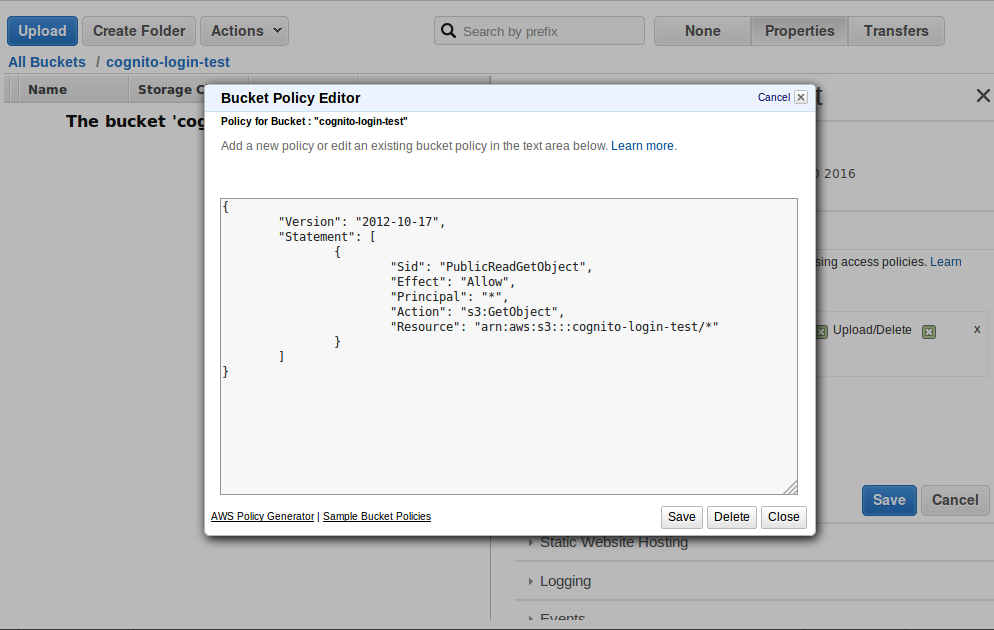 Upload Create Folder Actions Search by prefix None Properties Transfers
All Buckets / cognito-login-test
Name Storage C
The bucket 'cog
Bucket Policy Editor Cancel
Policy for Bucket : "cognito-login-test"
Add a new policy or edit an existing bucket policy in the text area below. Learn more.
2016
{
"Version": "2012-10-17",
"Statement": [
{
"Sid": "PublicReadGetObject",
"Effect": "Allow",
"Principal": "*",
"Action": "s3:GetObject",
"Resource": "arn:aws:s3:::cognito-login-test/*"
}
]
}
sing access policies. Learn
Upload/Delete x
Save Cancel
AWS Policy Generator | Sample Bucket Policies Save Delete Close
Static Website Hosting
Logging
Events